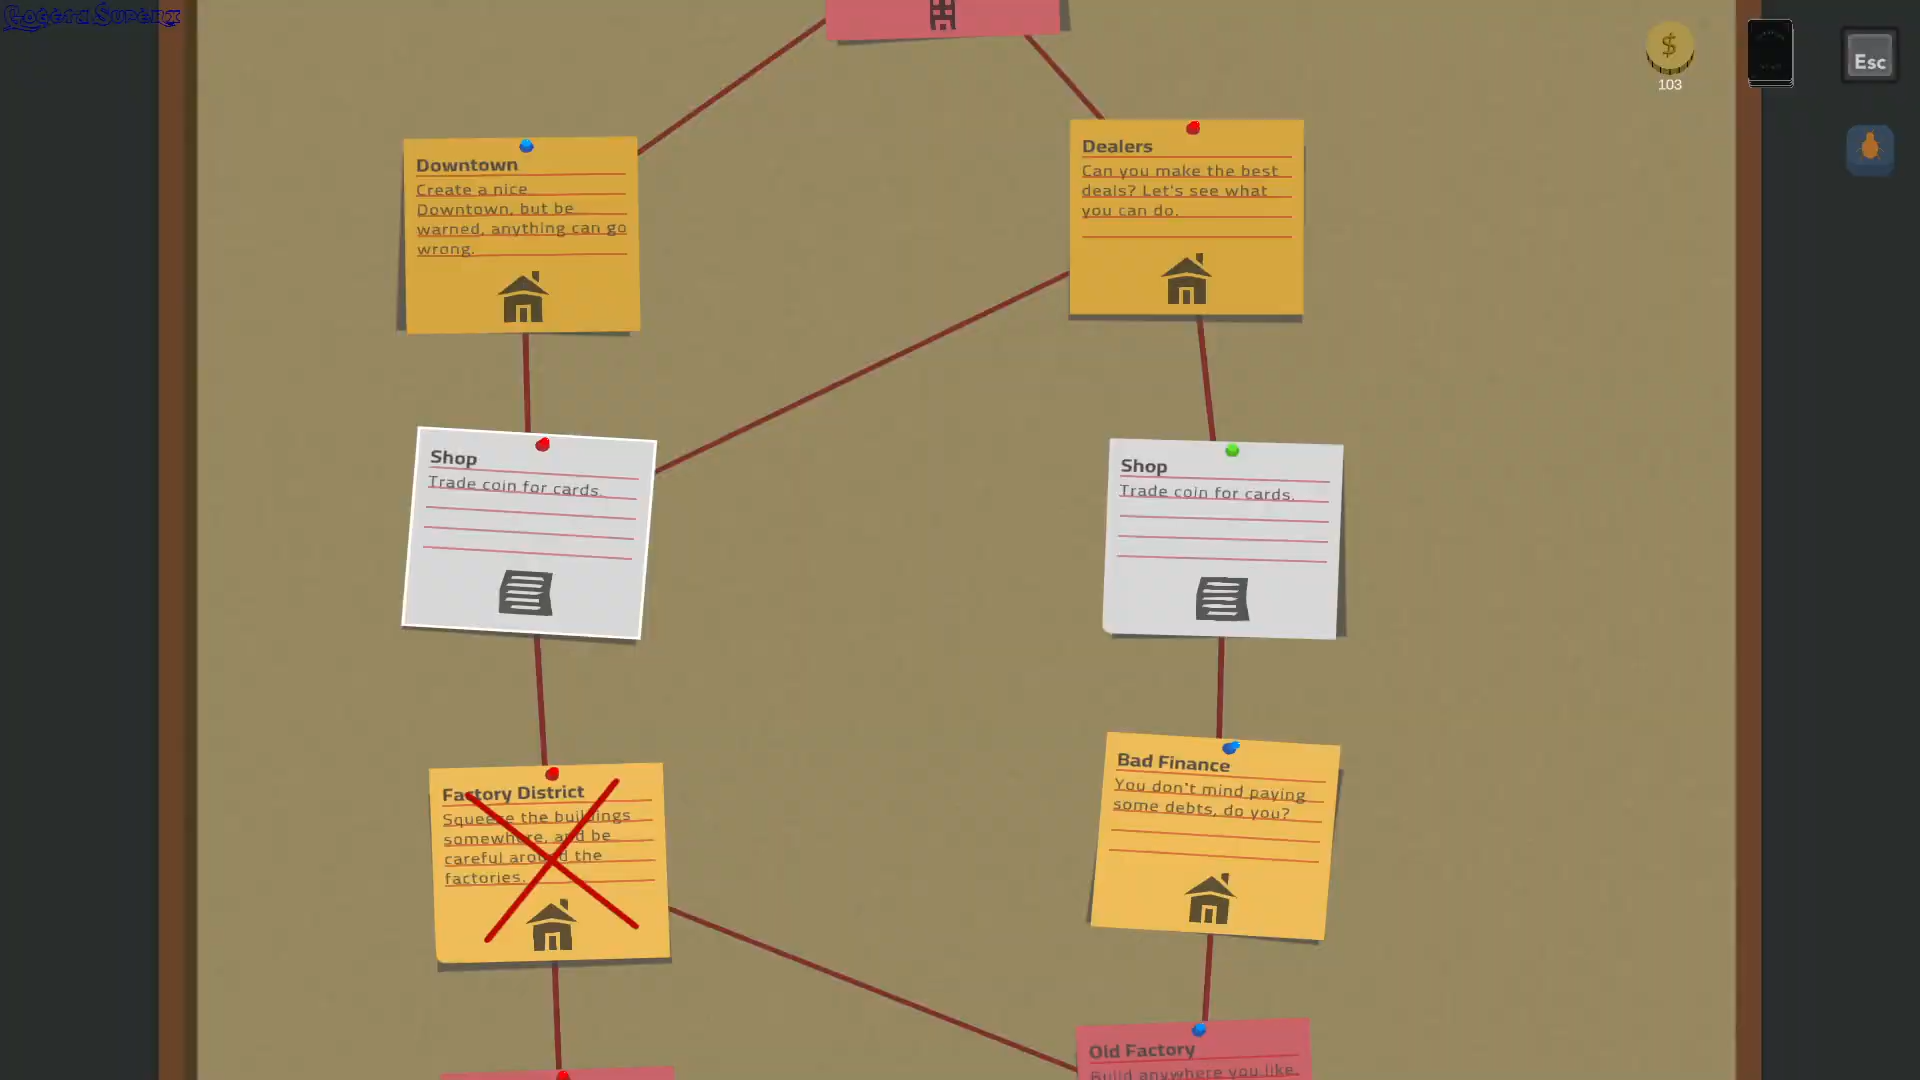 103
Esc
Downtown
Create a nice
Downtown, but be
warned, anything can go
wrong.
Dealers
Can you make the best
deals? Let's see what
you can do.
Shop
Trade coin for cards.
Shop
Trade coin for cards.
Factory District
Squeeze the buildings
somewhere, and be
careful around the
factories.
Bad Finance
You don't mind paying
some debts, do you?
Old Factory
Build anywhere you like,